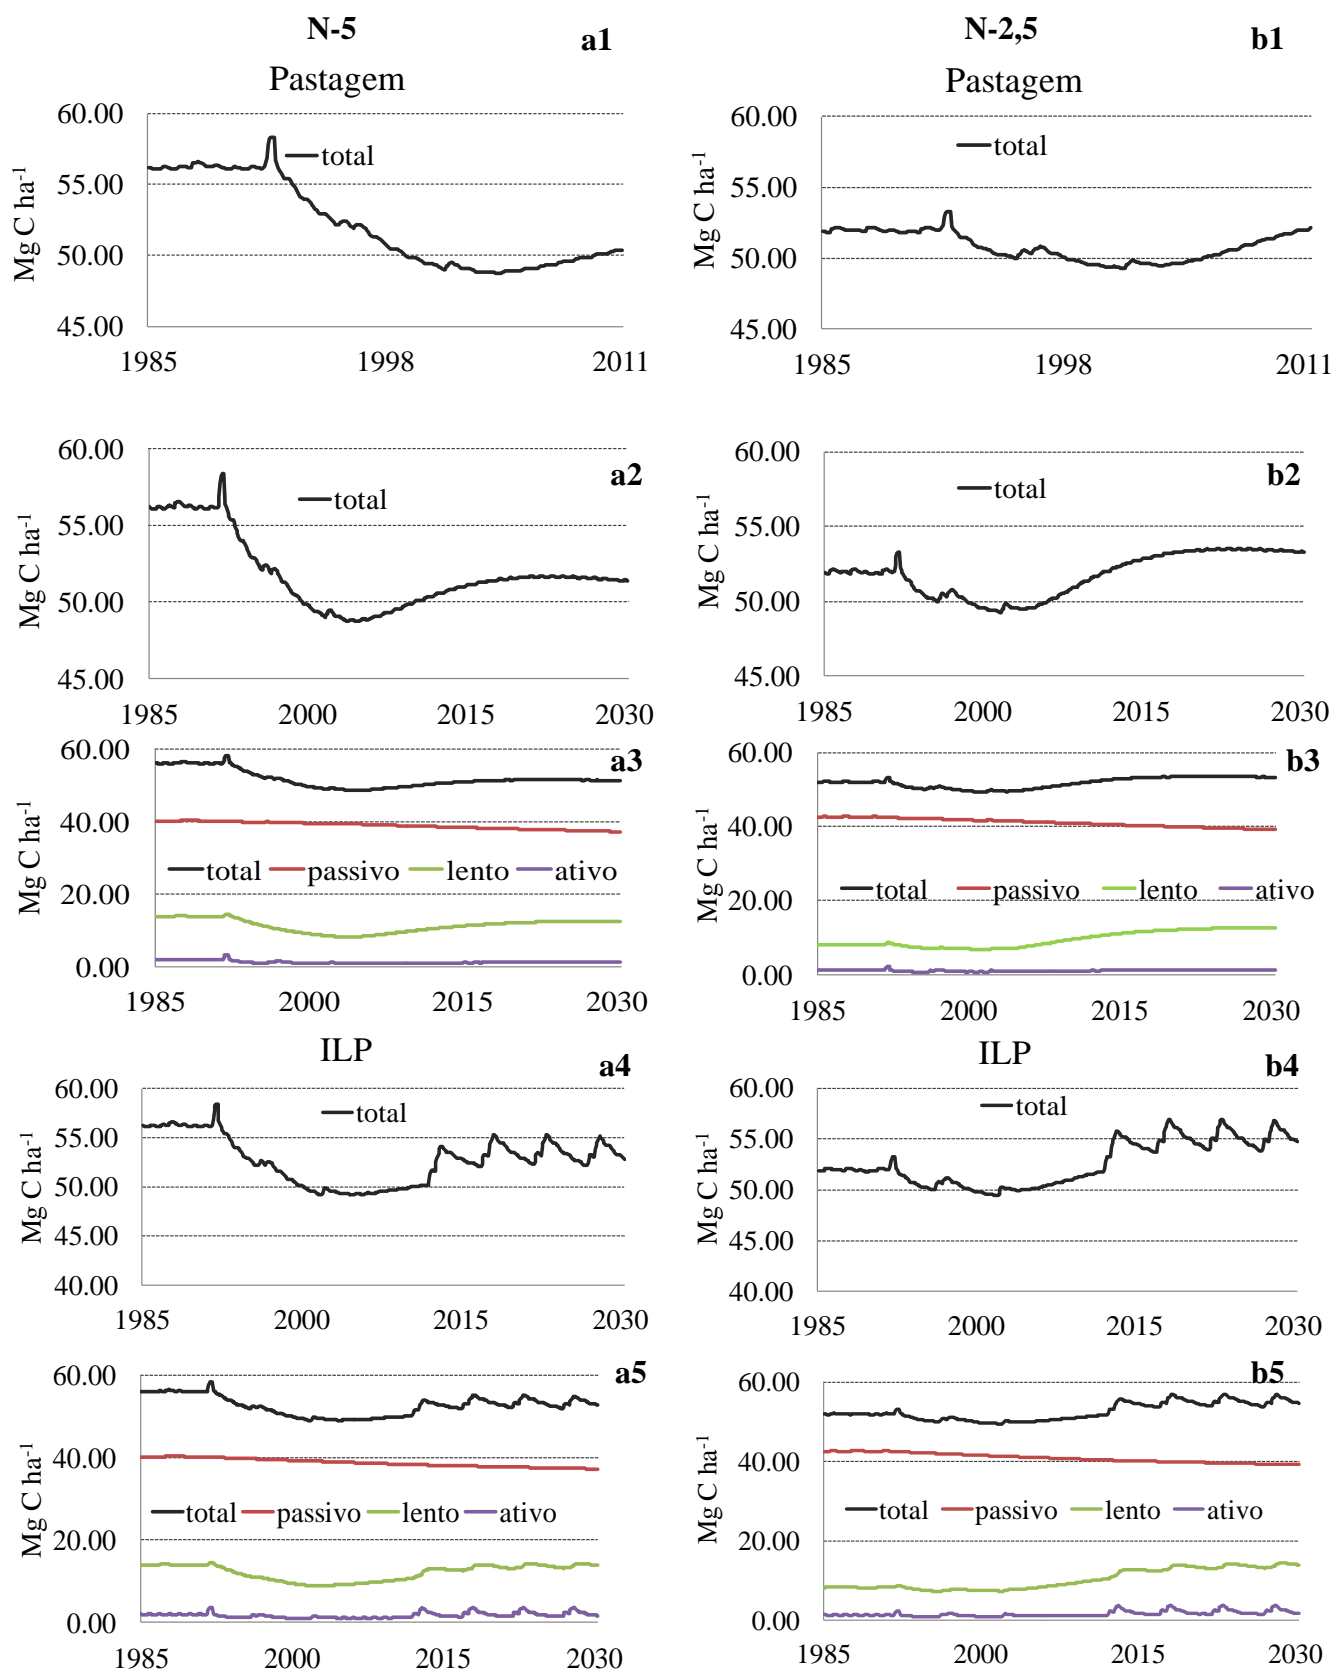 N-5
a1
Pastagem
60.00
55.00
50.00
45.00
Mg C ha-1
total
1985
1998
2011
N-2,5
b1
Pastagem
60.00
55.00
50.00
45.00
Mg C ha-1
total
1985
1998
2011
a2
60.00
55.00
50.00
45.00
Mg C ha-1
total
1985
2000
2015
2030
b2
60.00
55.00
50.00
45.00
Mg C ha-1
total
1985
2000
2015
2030
a3
60.00
40.00
20.00
0.00
Mg C ha-1
total passivo lento ativo
1985
2000
2015
2030
b3
60.00
40.00
20.00
0.00
Mg C ha-1
total passivo lento ativo
1985
2000
2015
2030
ILP
a4
60.00
55.00
50.00
45.00
40.00
Mg C ha-1
total
1985
2000
2015
2030
ILP
b4
60.00
55.00
50.00
45.00
40.00
Mg C ha-1
total
1985
2000
2015
2030
a5
60.00
40.00
20.00
0.00
Mg C ha-1
total passivo lento ativo
1985
2000
2015
2030
b5
60.00
40.00
20.00
0.00
Mg C ha-1
total passivo lento ativo
1985
2000
2015
2030